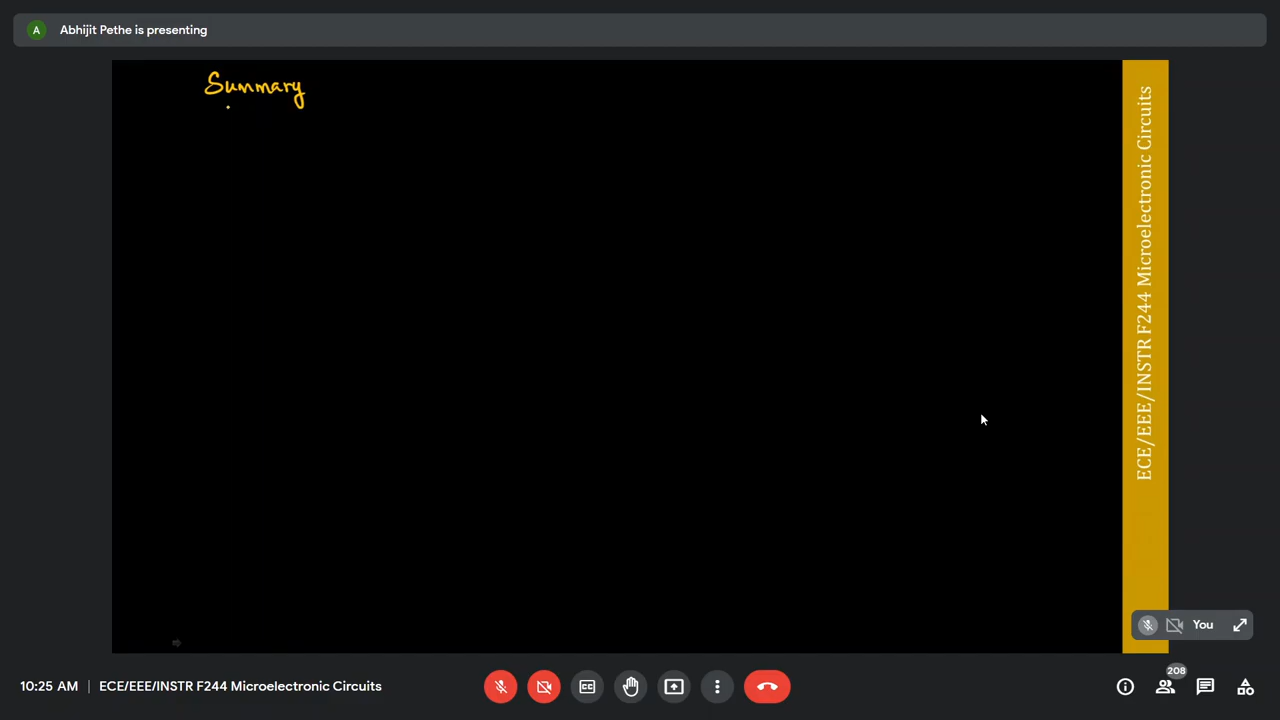 A Abhijit Pethe is presenting
Summary
ECE/EEE/INSTR F244 Microelectronic Circuits
You
208
10:25 AM | ECE/EEE/INSTR F244 Microelectronic Circuits
CC